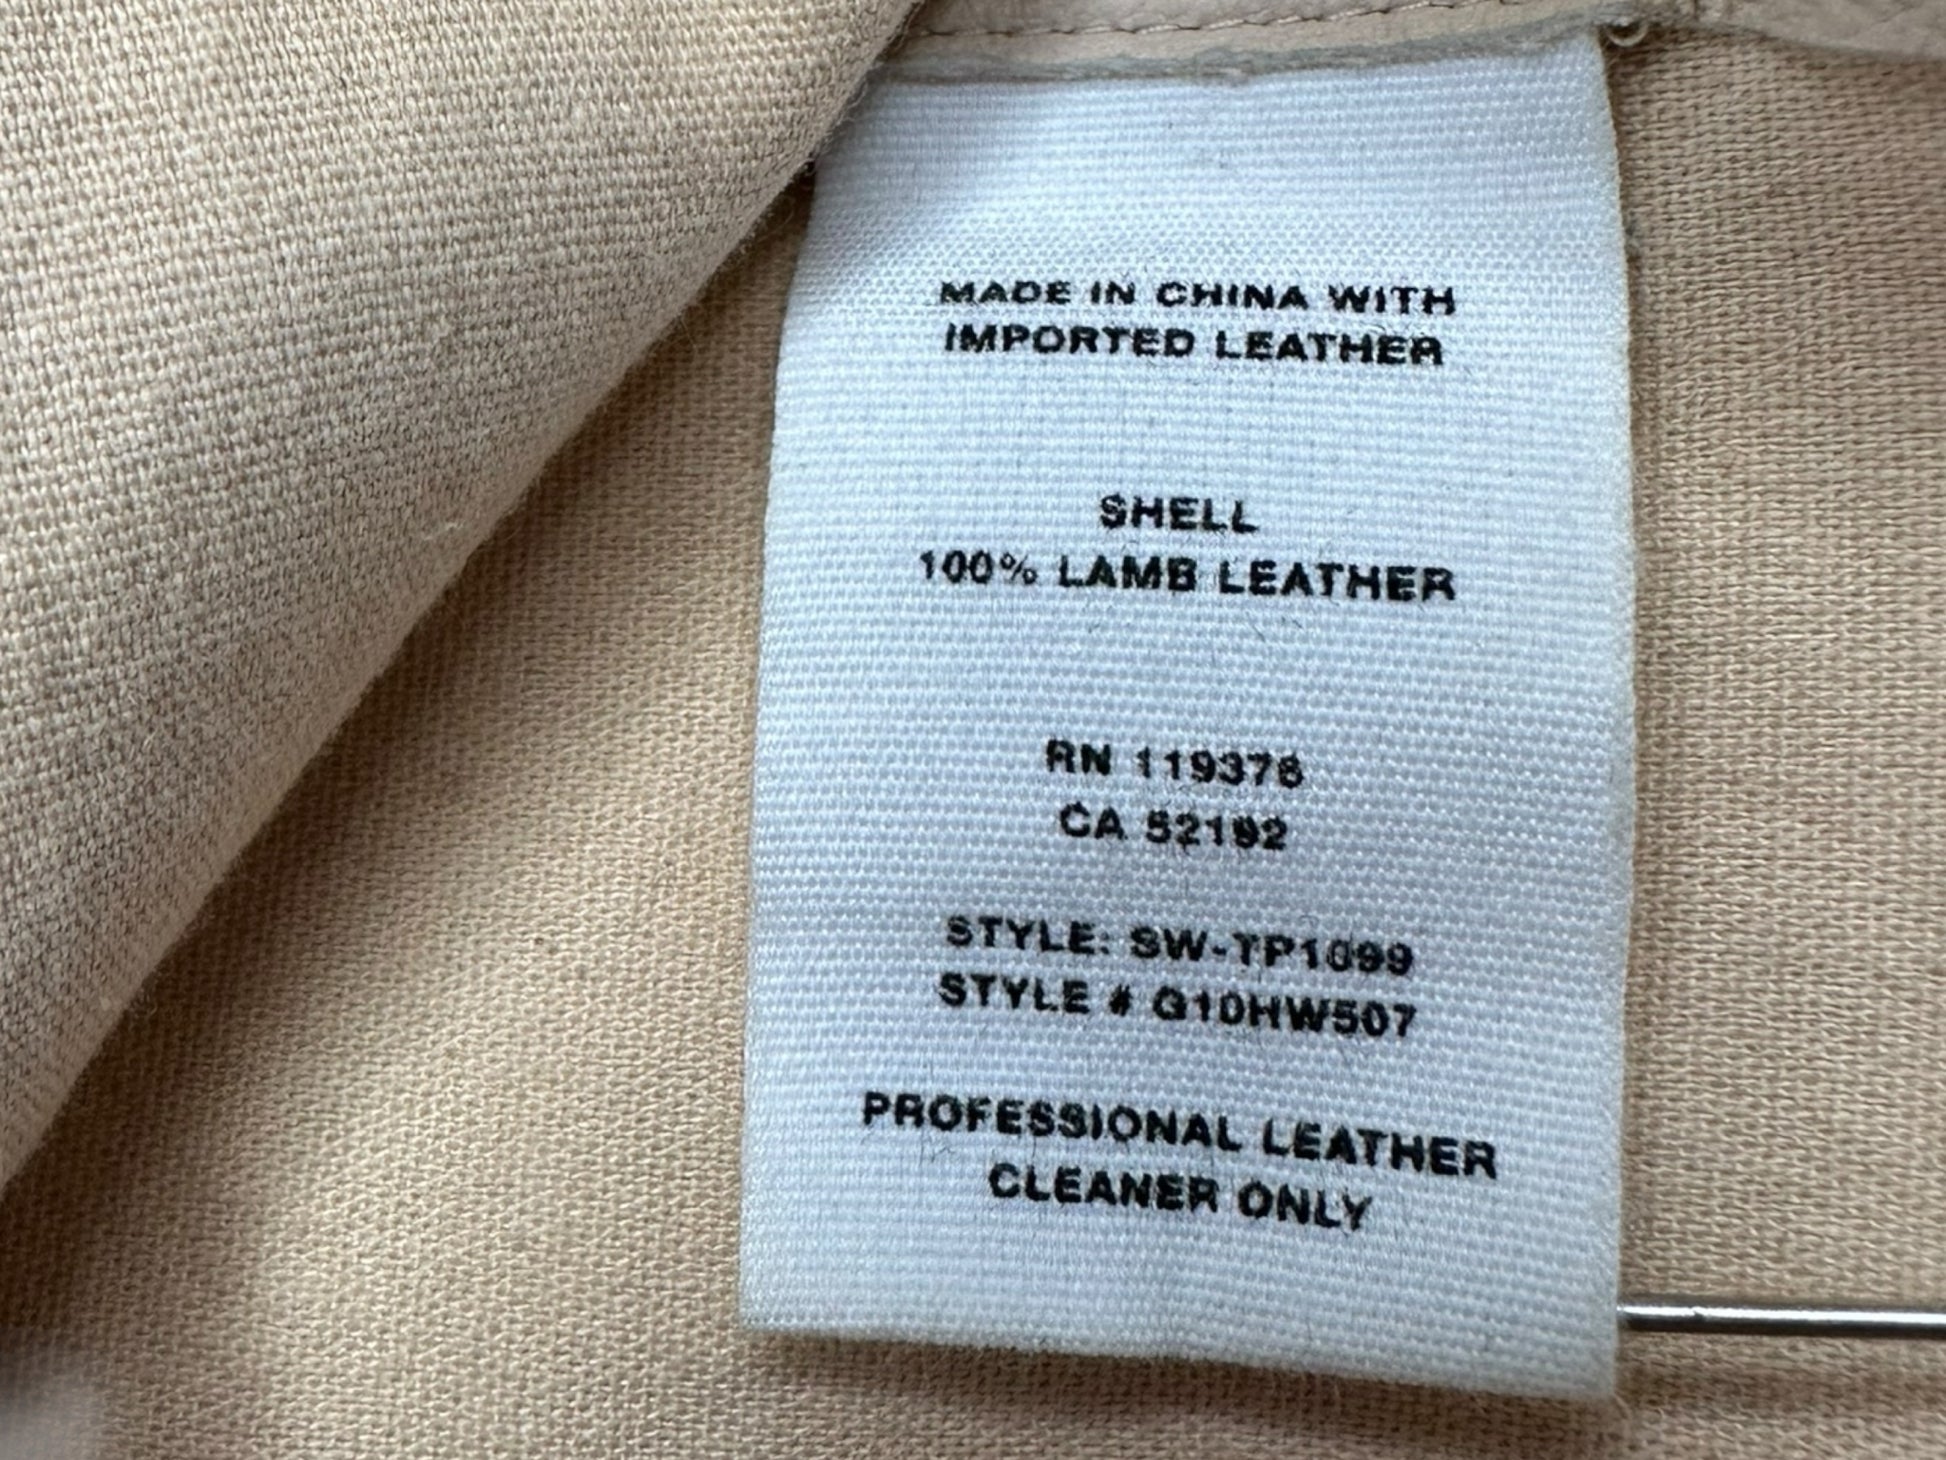 MADE IN CHINA WITH
IMPORTED LEATHER
SHELL
100% LAMB LEATHER
RN 119376
CA 52192
STYLE: SW-TP1099
STYLE # G10HW507
PROFESSIONAL LEATHER
CLEANER ONLY